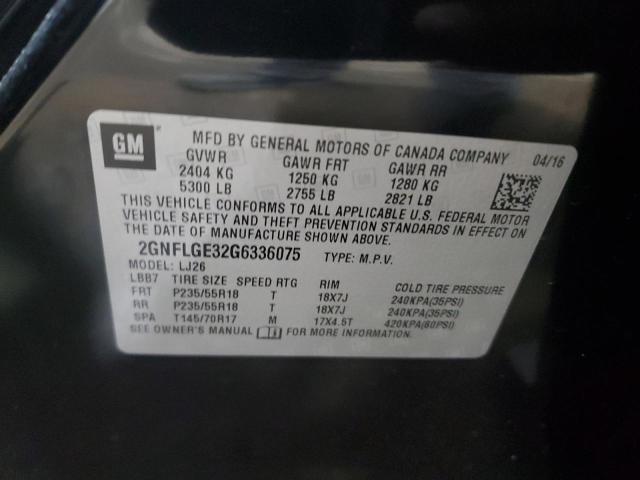 GM
MFD BY GENERAL MOTORS OF CANADA COMPANY 04/16
GVWR GAWR FRT GAWR RR
2404 KG 1250 KG 1280 KG
5300 LB 2755 LB 2821 LB
THIS VEHICLE CONFORMS TO ALL APPLICABLE U.S. FEDERAL MOTOR
VEHICLE SAFETY AND THEFT PREVENTION STANDARDS IN EFFECT ON
THE DATE OF MANUFACTURE SHOWN ABOVE.
2GNFLGE32G6336075 TYPE: M.P.V.
MODEL: LJ26
LBB7 TIRE SIZE SPEED RTG RIM COLD TIRE PRESSURE
FRT P235/55R18 T 18X7J 240KPA(35PSI)
RR P235/55R18 T 18X7J 240KPA(35PSI)
SPA T145/70R17 M 17X4.5T 420KPA(60PSI)
SEE OWNER'S MANUAL FOR MORE INFORMATION.